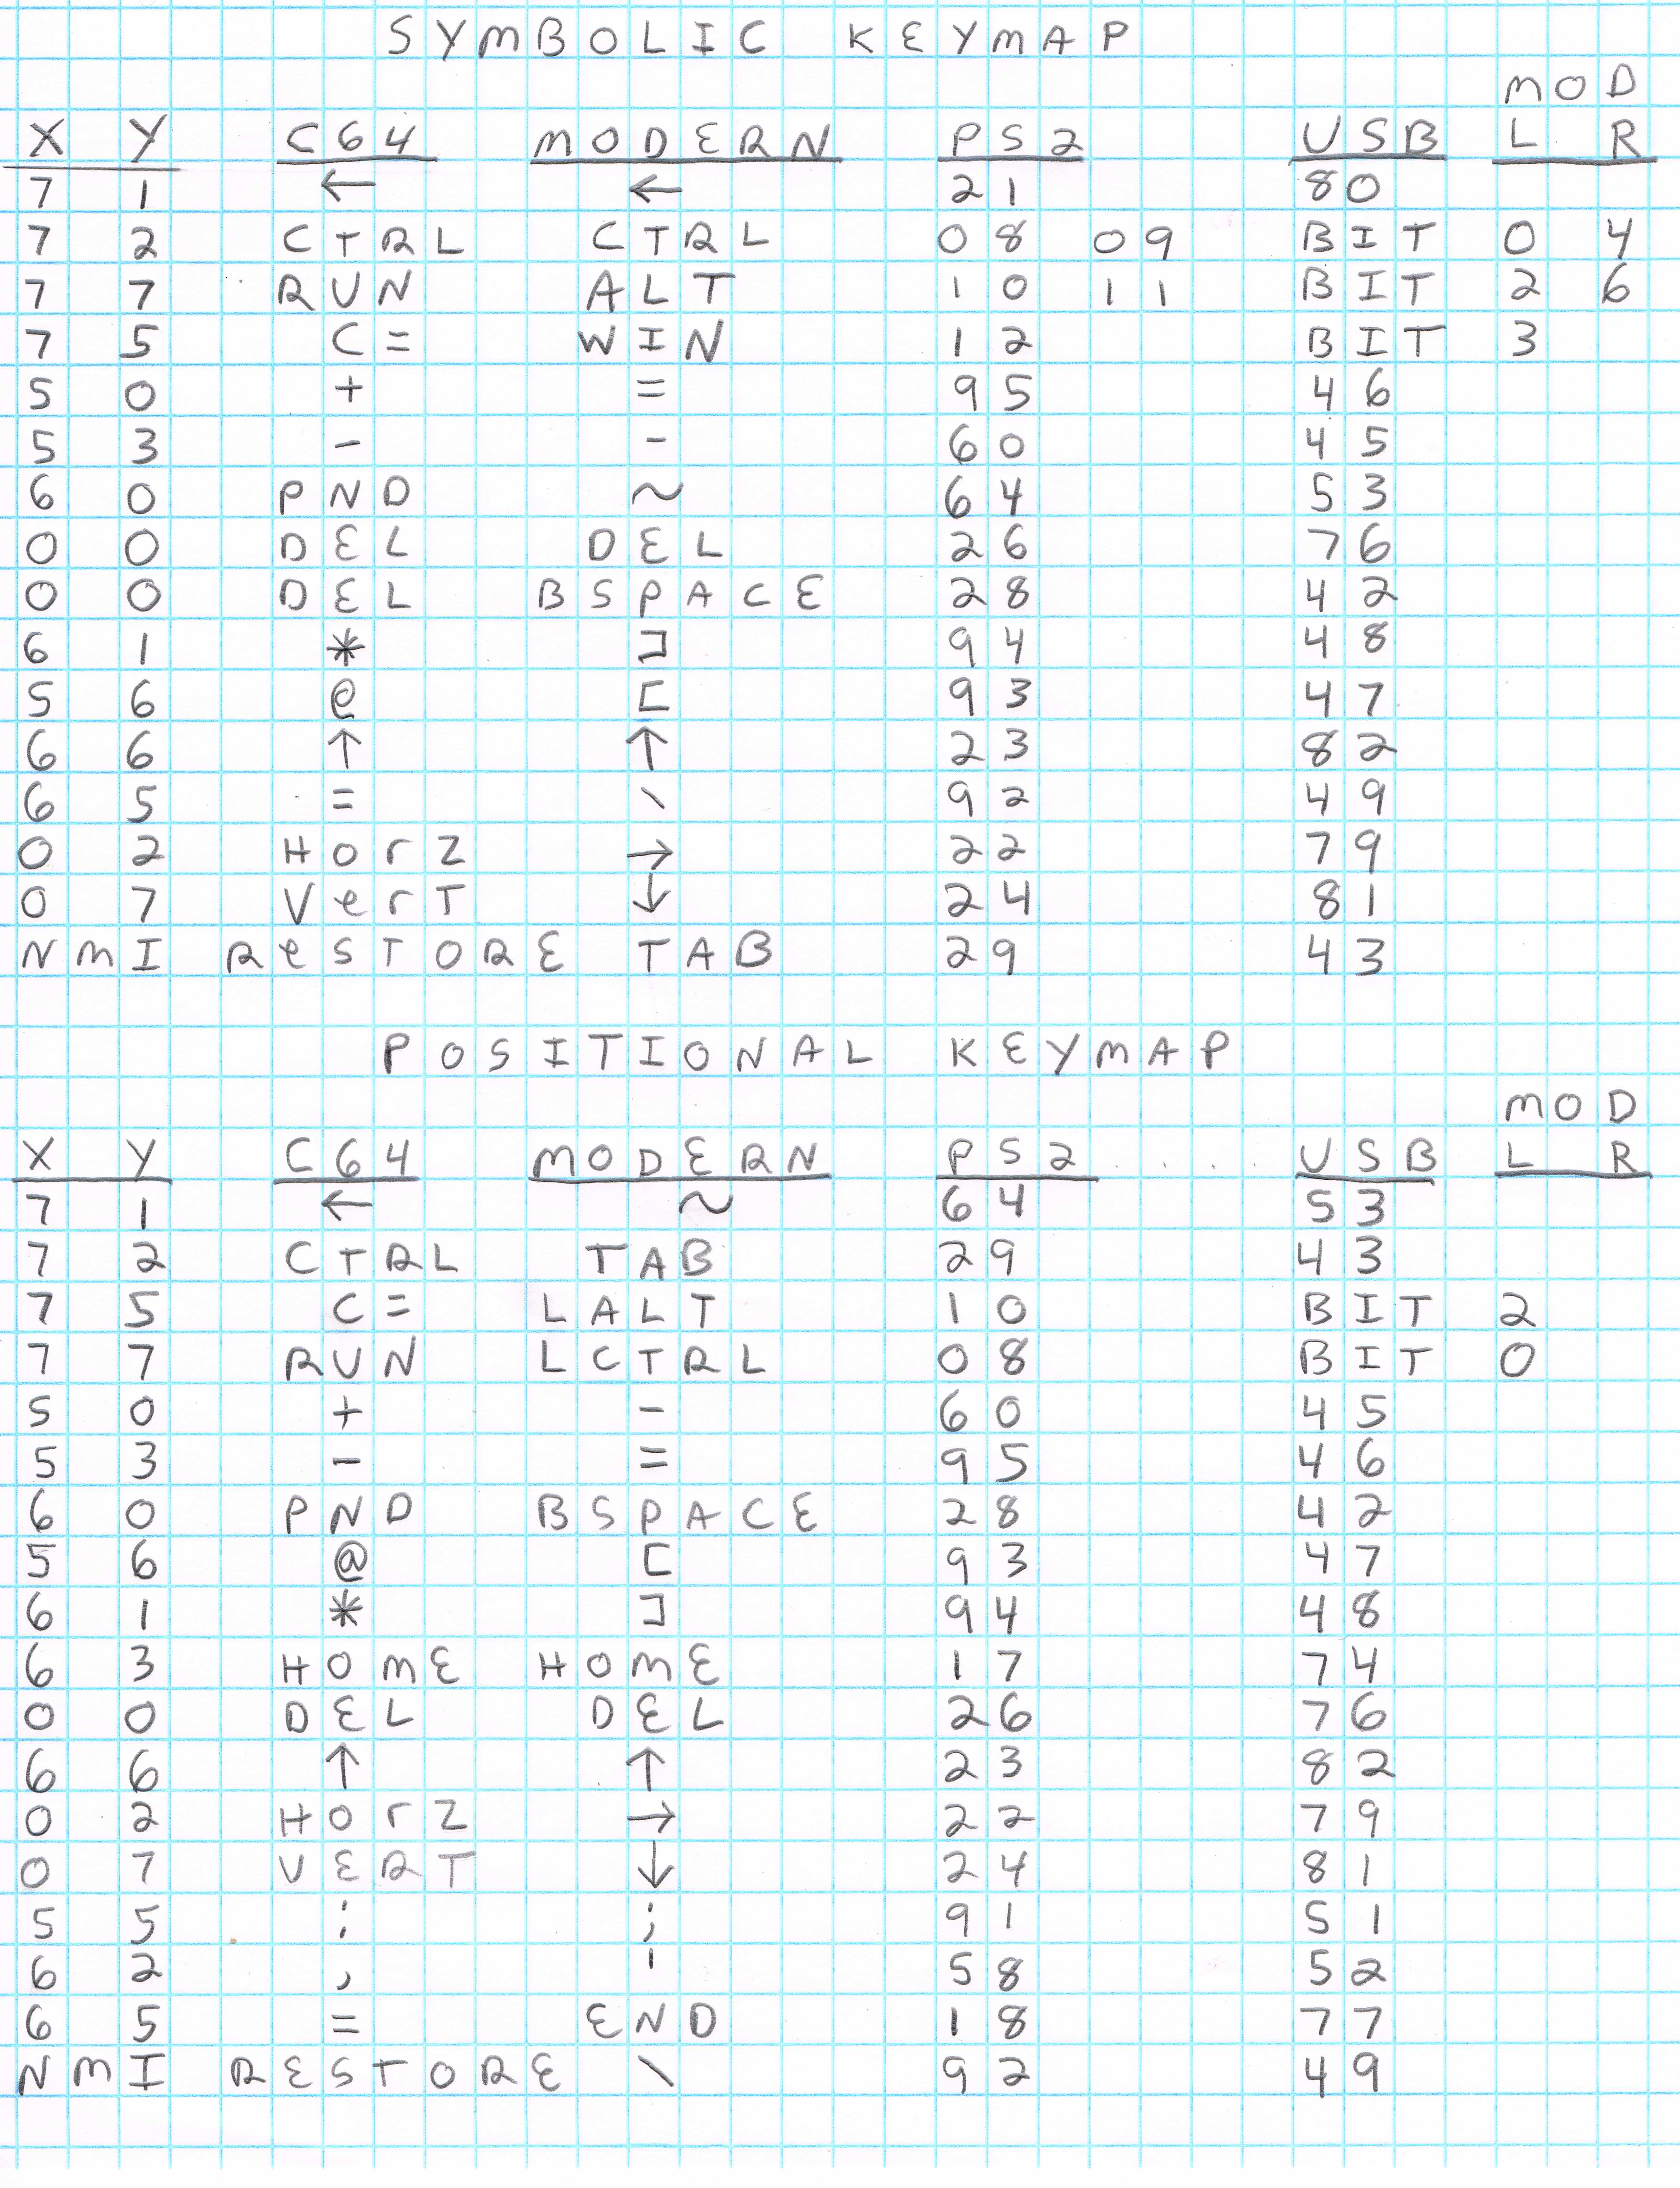 SYMBOLIC KEYMAP
MOD
X Y C64 MODERN PS2 USB L R
7 1 ← ← 21 80
7 2 CTRL CTRL 08 09 BIT 0 4
7 7 RUN ALT 10 11 BIT 2 6
7 5 C= WIN 12 BIT 3
5 0 + = 95 46
5 3 - - 60 45
6 0 PND ~ 64 53
0 0 DEL DEL 26 76
0 0 DEL BSPACE 28 42
6 1 * ] 94 48
5 6 @ [ 93 47
6 6 ↑ ↑ 23 82
6 5 = \ 92 49
0 2 Horz → 22 79
0 7 VerT ↓ 24 81
NMI ReSTORE TAB 29 43
POSITIONAL KEYMAP
MOD
X Y C64 MODERN PS2 USB L R
7 1 ← ~ 64 53
7 2 CTRL TAB 29 43
7 5 C= LALT 10 BIT 2
7 7 RUN LCTRL 08 BIT 0
5 0 + - 60 45
5 3 - = 95 46
6 0 PND BSPACE 28 42
5 6 @ [ 93 47
6 1 * ] 94 48
6 3 HOME HOME 17 74
0 0 DEL DEL 26 76
6 6 ↑ ↑ 23 82
0 2 HOrZ → 22 79
0 7 VERT ↓ 24 81
5 5 : ; 91 51
6 2 , ' 58 52
6 5 = END 18 77
NMI RESTORE \ 92 49